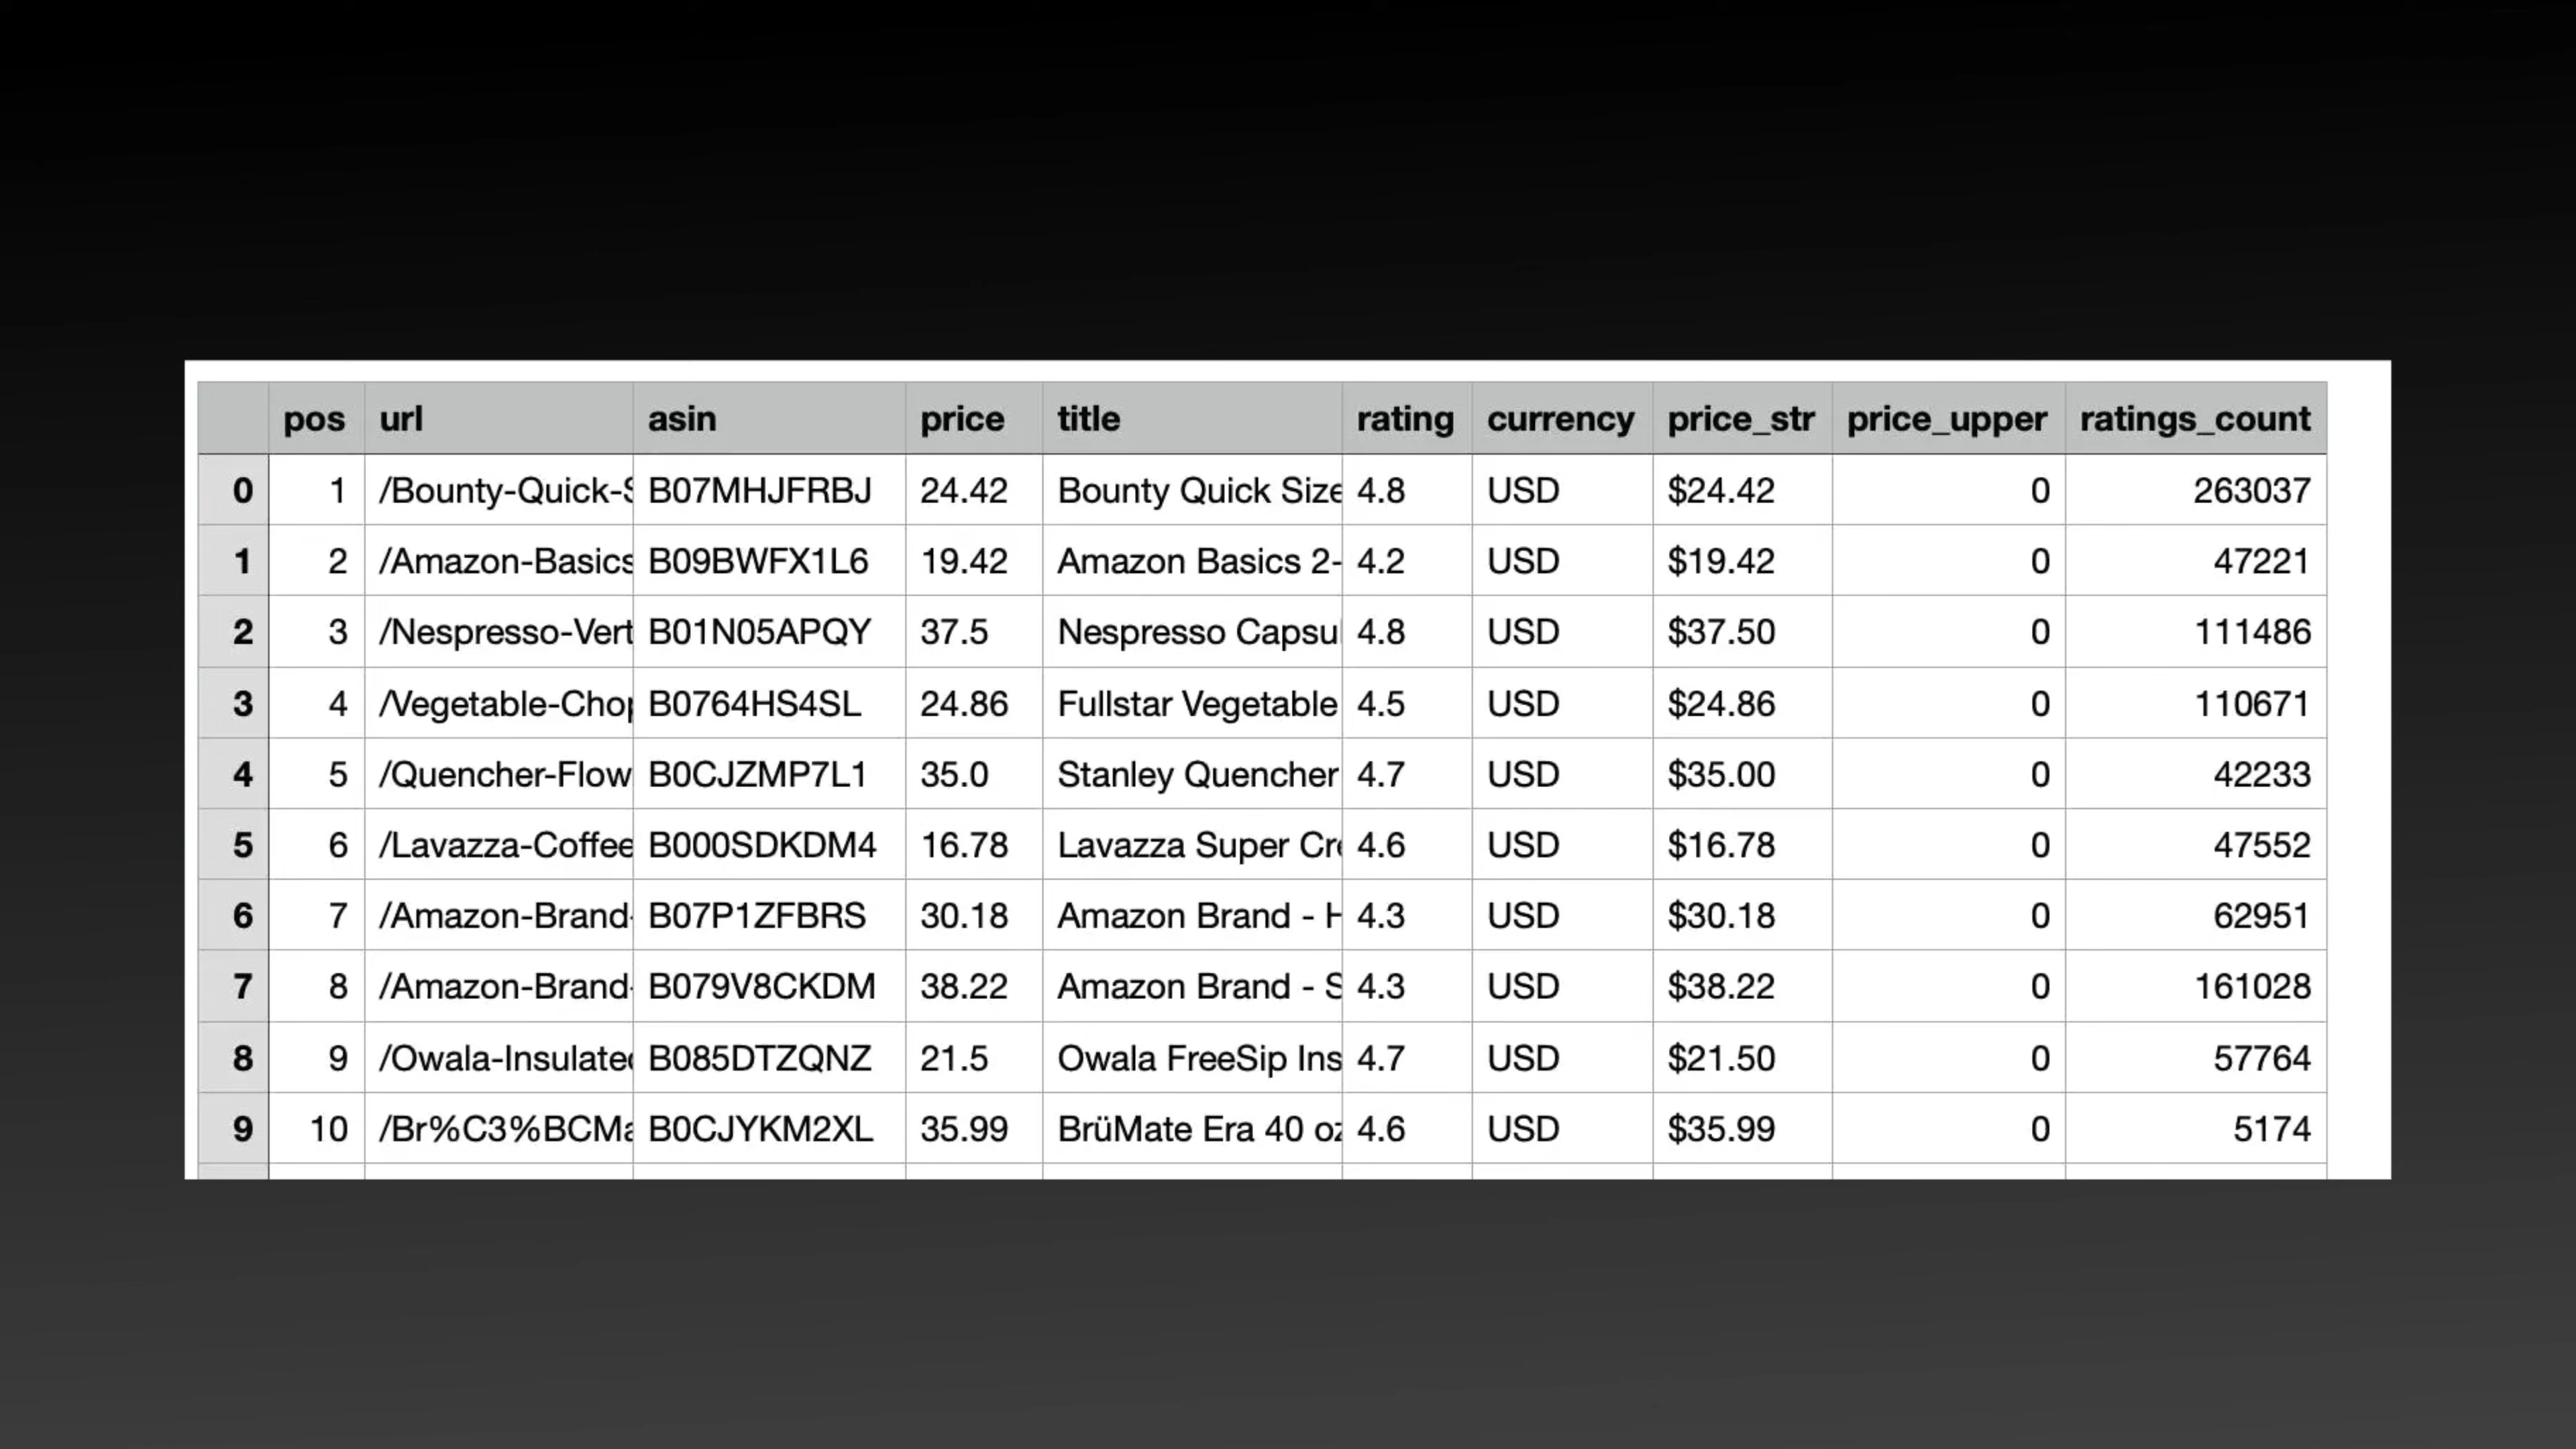 pos url asin price title rating currency price_str price_upper ratings_count
0 1 /Bounty-Quick-S B07MHJFRBJ 24.42 Bounty Quick Size 4.8 USD $24.42 0 263037
1 2 /Amazon-Basics B09BWFX1L6 19.42 Amazon Basics 2- 4.2 USD $19.42 0 47221
2 3 /Nespresso-Vert B01N05APQY 37.5 Nespresso Capsul 4.8 USD $37.50 0 111486
3 4 /Vegetable-Chop B0764HS4SL 24.86 Fullstar Vegetable 4.5 USD $24.86 0 110671
4 5 /Quencher-Flow B0CJZMP7L1 35.0 Stanley Quencher 4.7 USD $35.00 0 42233
5 6 /Lavazza-Coffee B000SDKDM4 16.78 Lavazza Super Cre 4.6 USD $16.78 0 47552
6 7 /Amazon-Brand- B07P1ZFBRS 30.18 Amazon Brand - H 4.3 USD $30.18 0 62951
7 8 /Amazon-Brand- B079V8CKDM 38.22 Amazon Brand - S 4.3 USD $38.22 0 161028
8 9 /Owala-Insulated B085DTZQNZ 21.5 Owala FreeSip Ins 4.7 USD $21.50 0 57764
9 10 /Br%C3%BCMa B0CJYKM2XL 35.99 BrüMate Era 40 oz 4.6 USD $35.99 0 5174